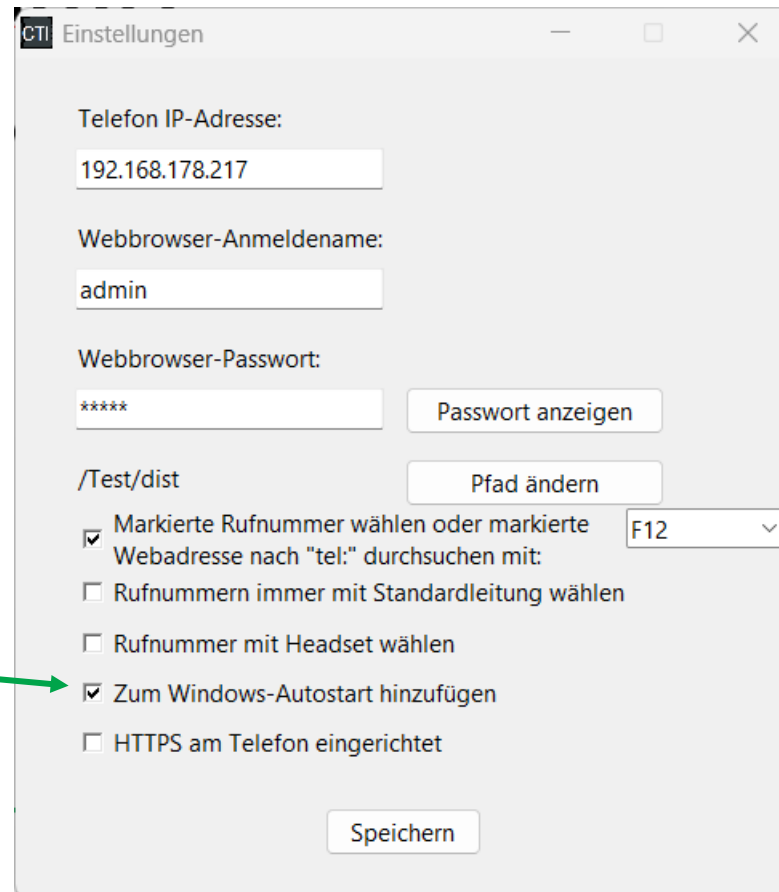 CTI Einstellungen
Telefon IP-Adresse:
192.168.178.217
Webbrowser-Anmeldename:
admin
Webbrowser-Passwort:
***** Passwort anzeigen
/Test/dist Pfad ändern
Markierte Rufnummer wählen oder markierte F12
Webadresse nach "tel:" durchsuchen mit:
Rufnummern immer mit Standardleitung wählen
Rufnummer mit Headset wählen
Zum Windows-Autostart hinzufügen
HTTPS am Telefon eingerichtet
Speichern